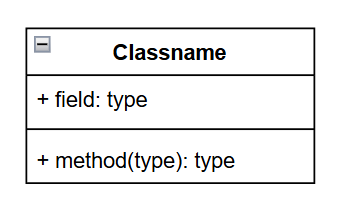 Classname
+ field: type
+ method(type): type